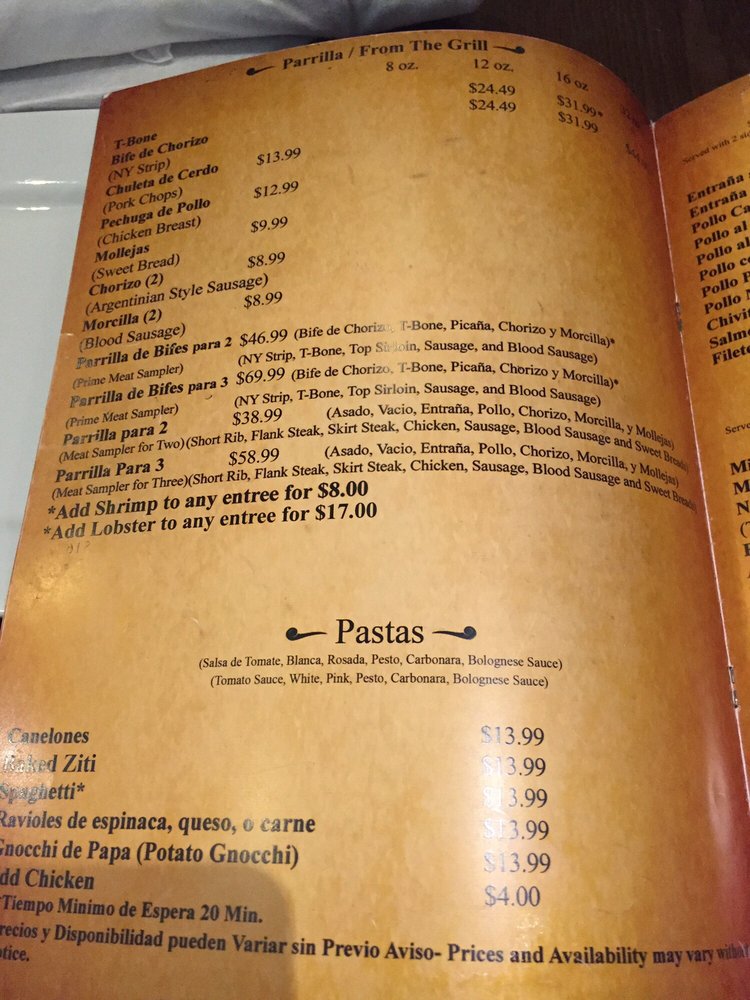 Parrilla / From The Grill
8 oz. 12 oz. 16 oz
T-Bone $24.49 $31.99*
Bife de Chorizo $24.49 $31.99
(NY Strip)
Chuleta de Cerdo $13.99
(Pork Chops)
Pechuga de Pollo $12.99
(Chicken Breast)
Mollejas $9.99
(Sweet Bread)
Chorizo (2) $8.99
(Argentinian Style Sausage)
Morcilla (2) $8.99
(Blood Sausage)
Parrilla de Bifes para 2 $46.99 (Bife de Chorizo, T-Bone, Picaña, Chorizo y Morcilla)*
(Prime Meat Sampler) (NY Strip, T-Bone, Top Sirloin, Sausage, and Blood Sausage)
Parrilla de Bifes para 3 $69.99 (Bife de Chorizo, T-Bone, Picaña, Chorizo y Morcilla)*
(Prime Meat Sampler) (NY Strip, T-Bone, Top Sirloin, Sausage, and Blood Sausage)
Parrilla para 2 $38.99 (Asado, Vacio, Entraña, Pollo, Chorizo, Morcilla, y Mollejas)
(Meat Sampler for Two)(Short Rib, Flank Steak, Skirt Steak, Chicken, Sausage, Blood Sausage and Sweet Breads)
Parrilla Para 3 $58.99 (Asado, Vacio, Entraña, Pollo, Chorizo, Morcilla, y Mollejas)
(Meat Sampler for Three)(Short Rib, Flank Steak, Skirt Steak, Chicken, Sausage, Blood Sausage and Sweet Breads)
*Add Shrimp to any entree for $8.00
*Add Lobster to any entree for $17.00
Pastas
(Salsa de Tomate, Blanca, Rosada, Pesto, Carbonara, Bolognese Sauce)
(Tomato Sauce, White, Pink, Pesto, Carbonara, Bolognese Sauce)
Canelones $13.99
Baked Ziti $13.99
Spaghetti* $13.99
Ravioles de espinaca, queso, o carne $13.99
Gnocchi de Papa (Potato Gnocchi) $13.99
dd Chicken $4.00
*Tiempo Minimo de Espera 20 Min.
recios y Disponibilidad pueden Variar sin Previo Aviso- Prices and Availability may vary without
otice.
Served with 2
Entraña
Entraña
Pollo Ca
Pollo al
Pollo al
Pollo c
Pollo
Pollo
Chivit
Salm
Filet
Serve